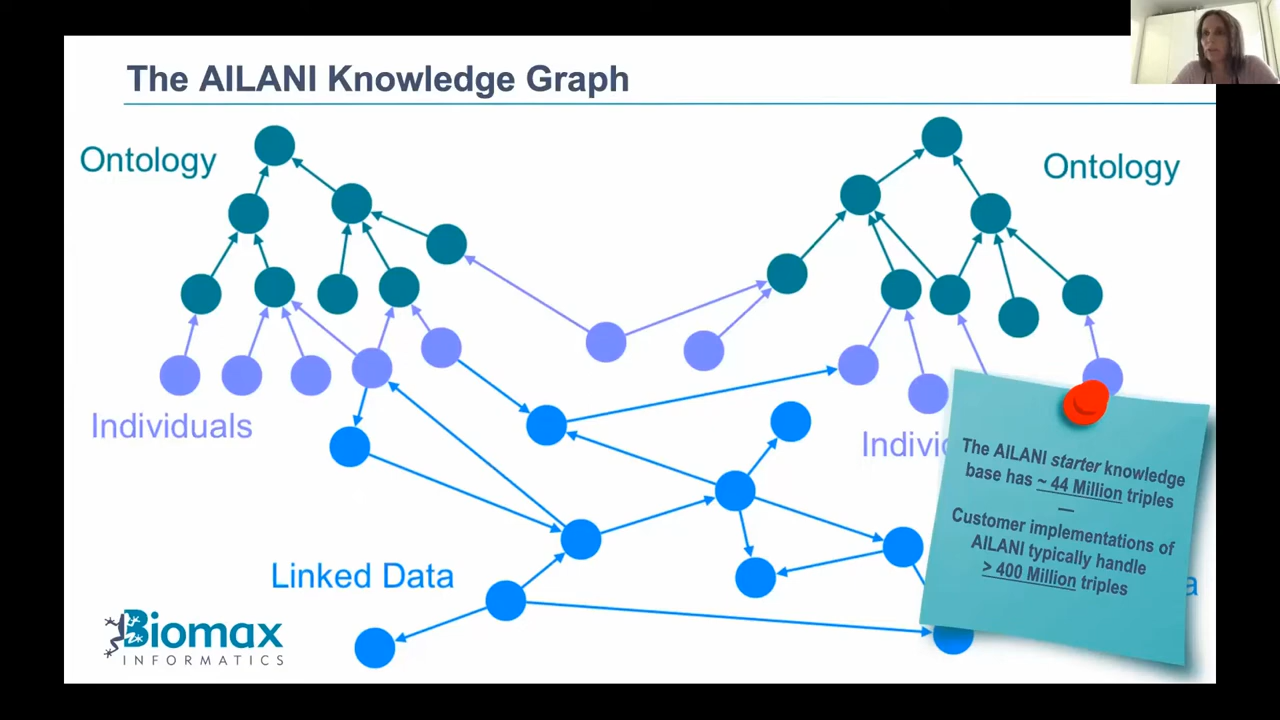 The AILANI Knowledge Graph
Ontology
Ontology
Individuals
Indivi
The AILANI starter knowledge
base has ~ 44 Million triples
—
Customer implementations of
AILANI typically handle
> 400 Million triples
Linked Data
a
Biomax
INFORMATICS